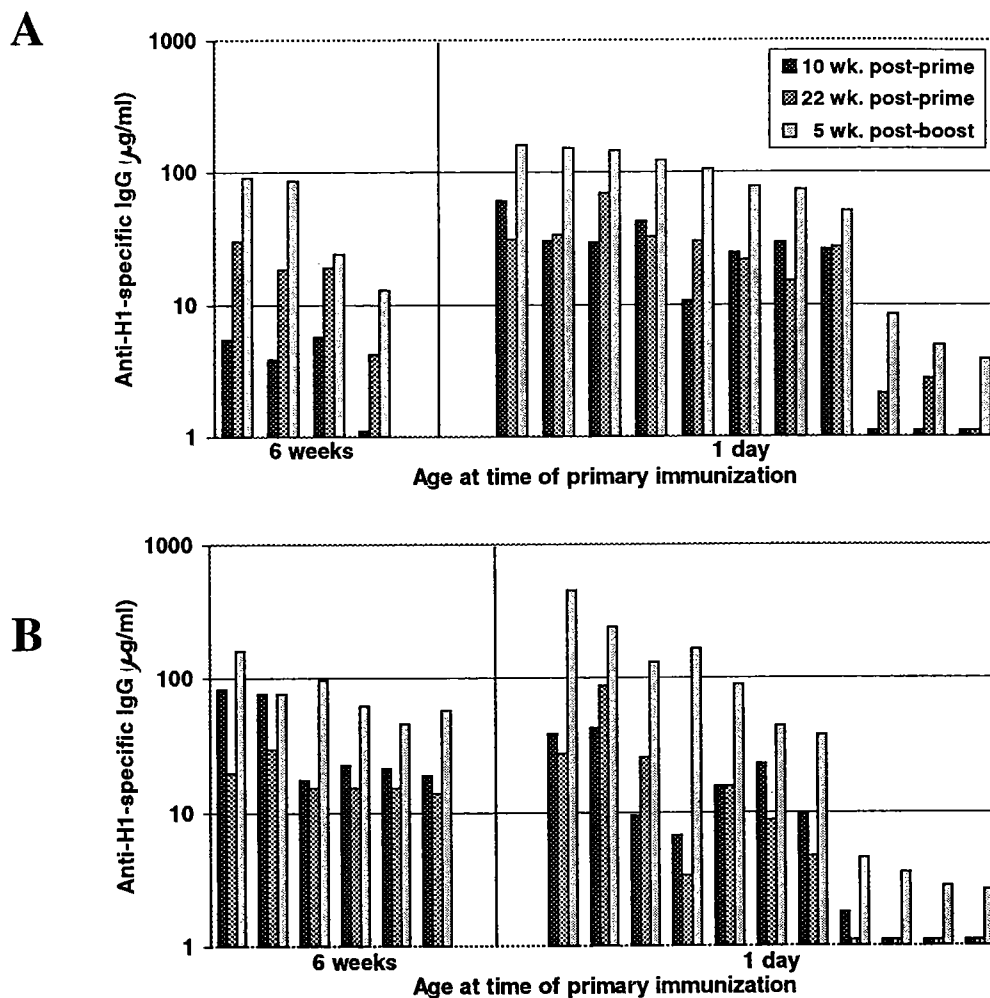 A
1000
100
10
1
Anti-H1-specific IgG (μg/ml)
10 wk. post-prime
22 wk. post-prime
5 wk. post-boost
6 weeks
1 day
Age at time of primary immunization
B
1000
100
10
1
Anti-H1-specific IgG (μg/ml)
6 weeks
1 day
Age at time of primary immunization